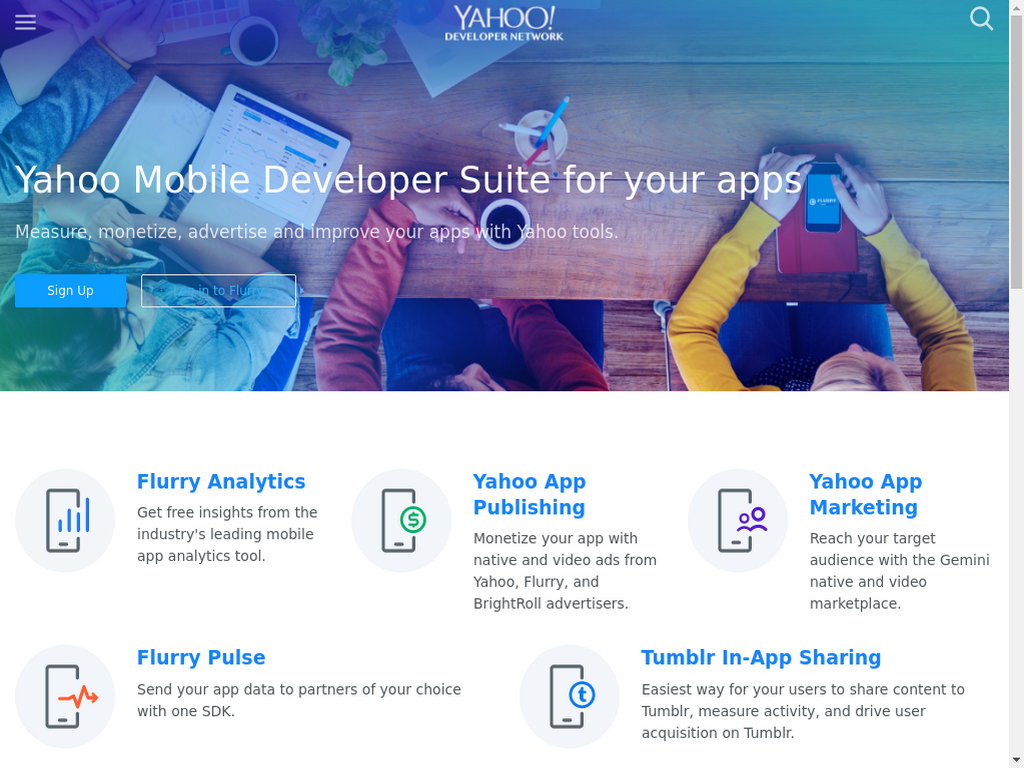 YAHOO!
DEVELOPER NETWORK
Yahoo Mobile Developer Suite for your apps
Measure, monetize, advertise and improve your apps with Yahoo tools.
Sign Up
Log in to Flurry
FLURRY
Flurry Analytics
Get free insights from the
industry's leading mobile
app analytics tool.
Yahoo App
Publishing
Monetize your app with
native and video ads from
Yahoo, Flurry, and
BrightRoll advertisers.
Yahoo App
Marketing
Reach your target
audience with the Gemini
native and video
marketplace.
Flurry Pulse
Send your app data to partners of your choice
with one SDK.
Tumblr In-App Sharing
Easiest way for your users to share content to
Tumblr, measure activity, and drive user
acquisition on Tumblr.